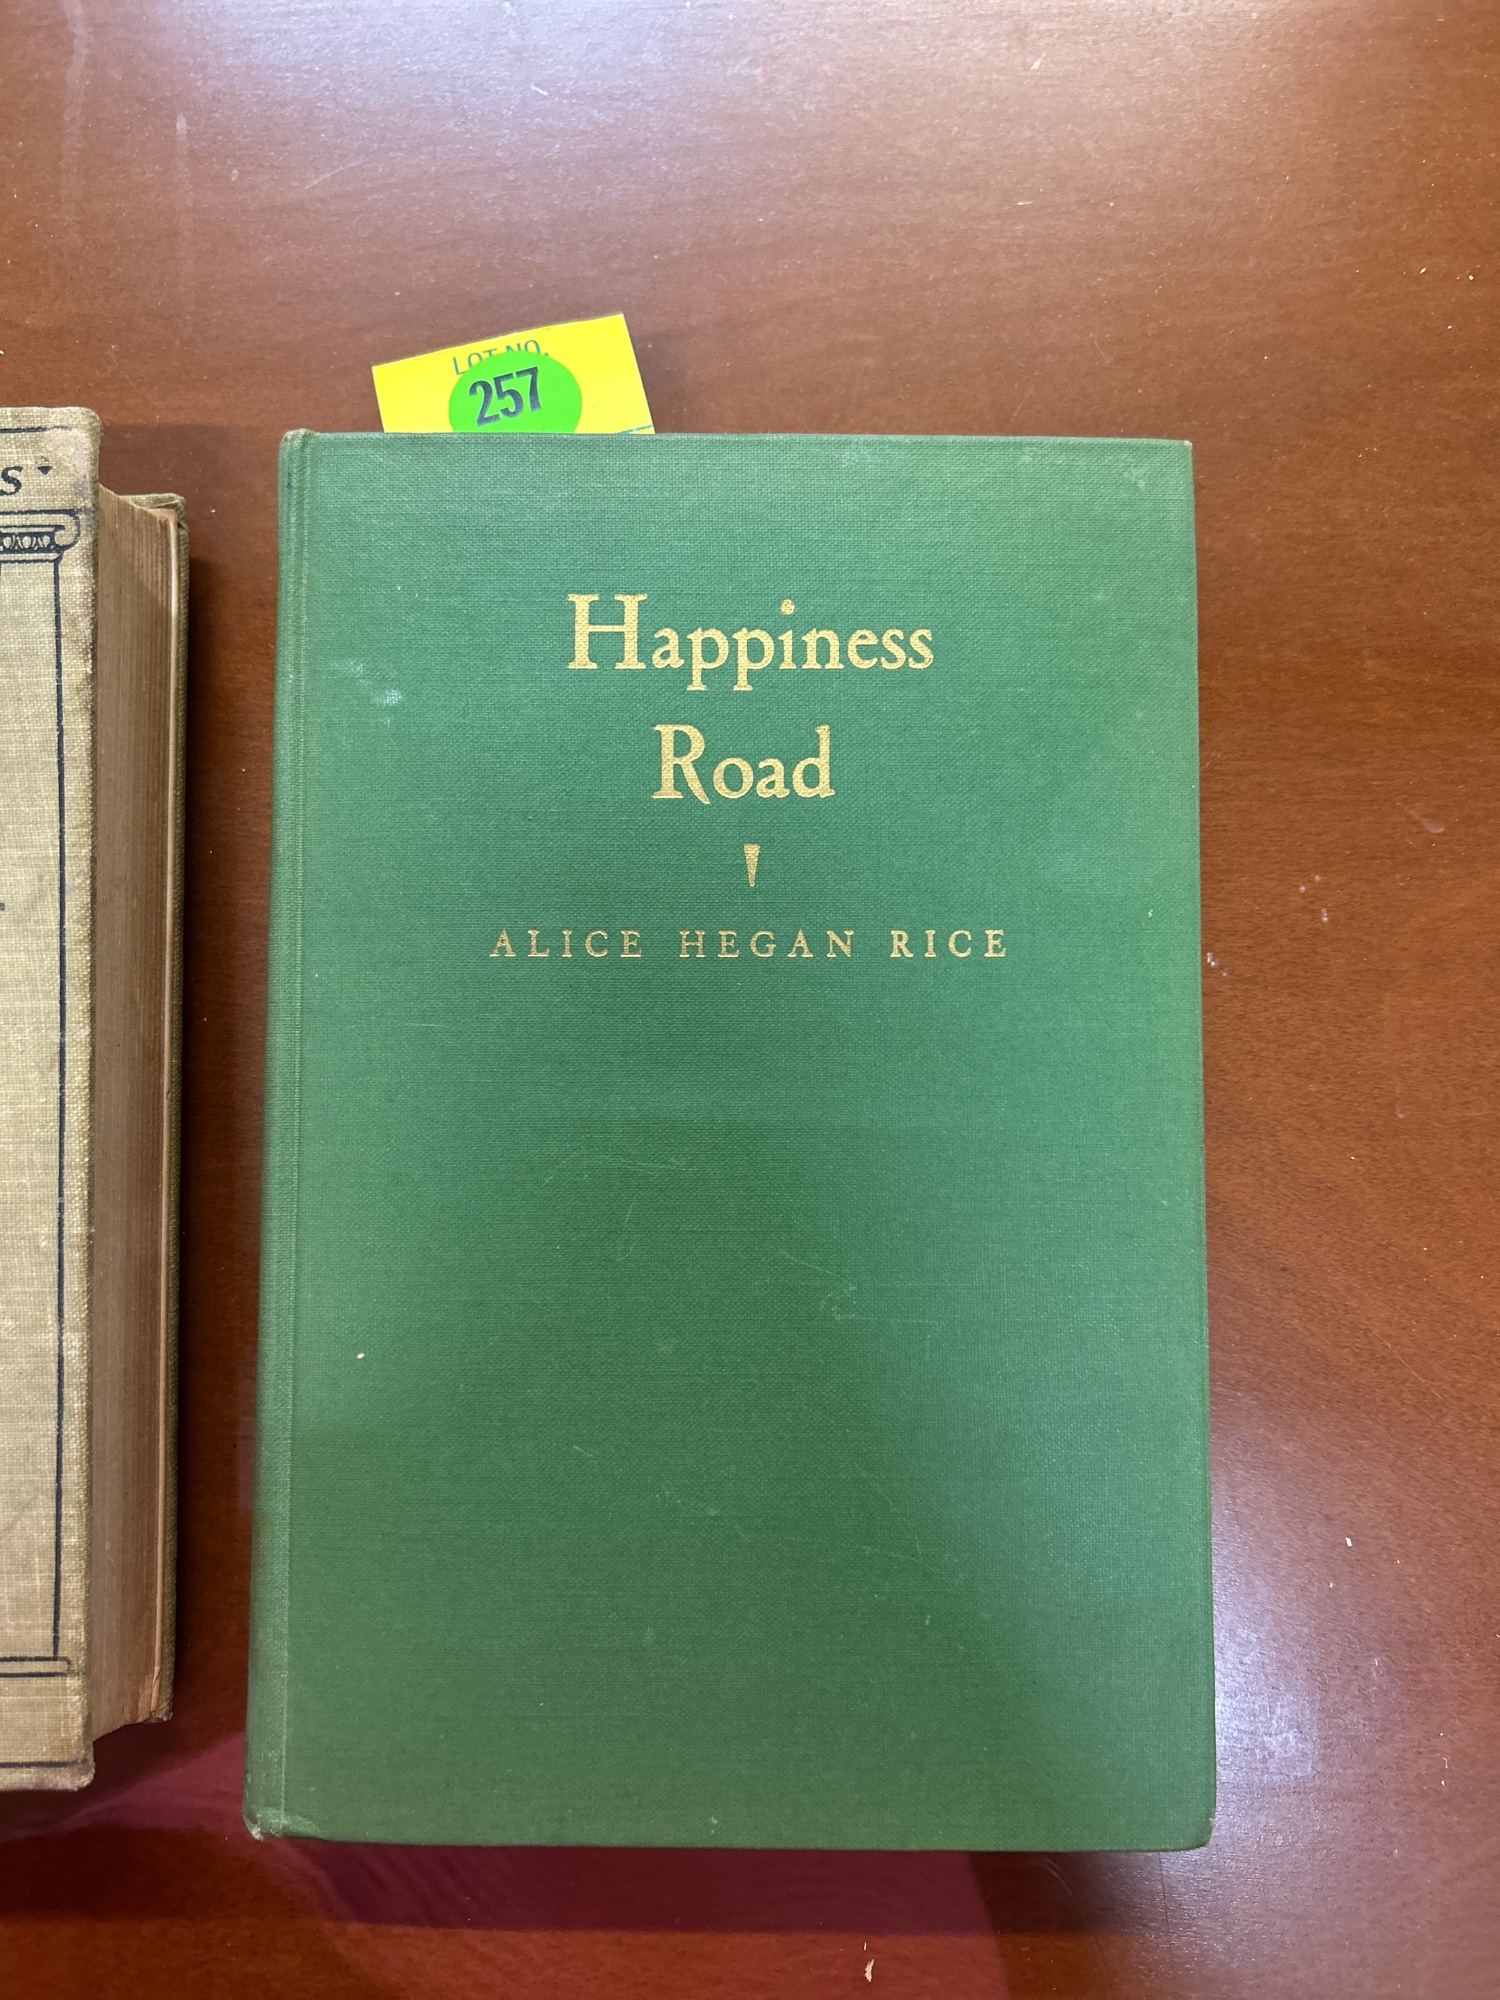 LOT NO.
257
s
Happiness
Road
ALICE HEGAN RICE